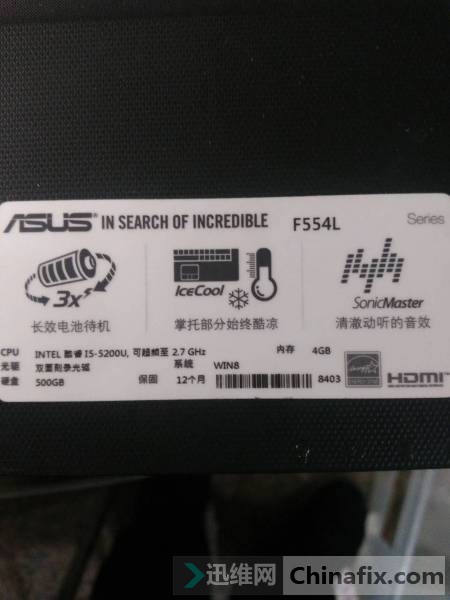 ASUS IN SEARCH OF INCREDIBLE F554L Series
3x
IceCool
SonicMaster
长效电池待机
掌托部分始终酷凉
清澈动听的音效
CPU INTEL 酷睿 I5-5200U, 可超频至 2.7 GHz 内存 4GB
光驱 双面刻录光驱 系统 WIN8
硬盘 500GB 保固 12个月 8403 HDMI
迅维网 Chinafix.com